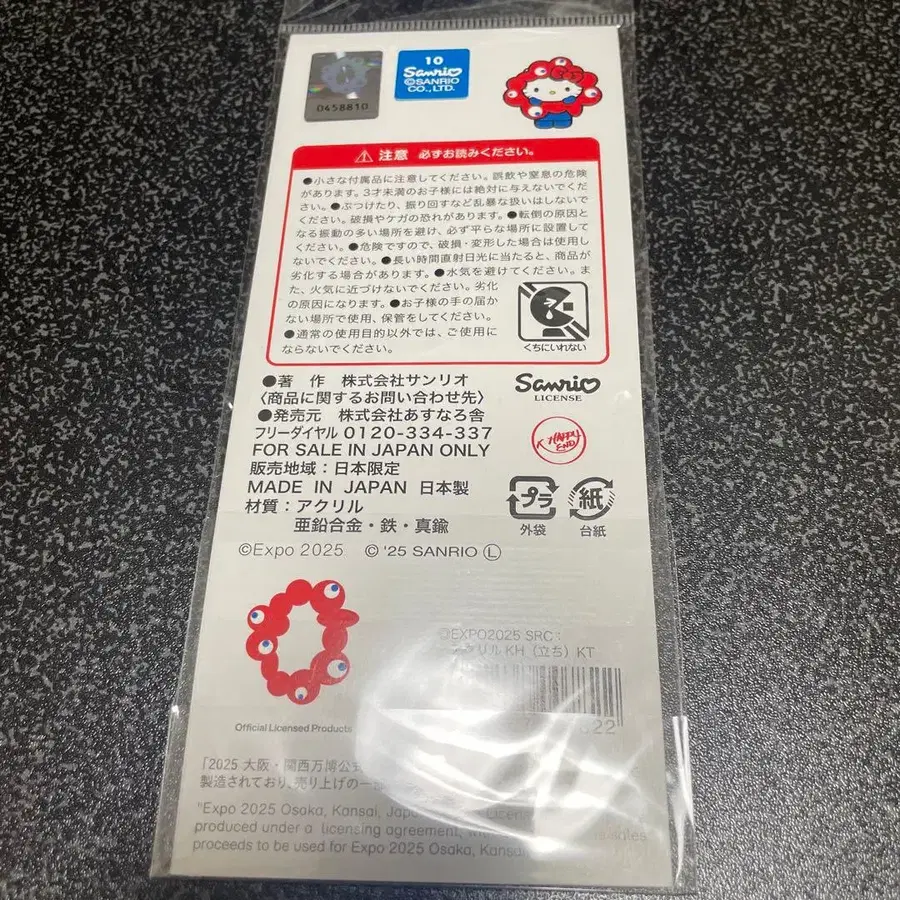 0458810
10
Sanrio
©SANRIO
CO., LTD.
注意 必ずお読みください。
●小さな付属品に注意してください。誤飲や窒息の危険
があります。3才未満のお子様には絶対に与えないでくだ
さい。●ぶつけたり、振り回すなど乱暴な扱いはしないで
ください。破損やケガの恐れがあります。●転倒の原因と
なる振動の多い場所を避け、必ず平らな場所に設置して
ください。●危険ですので、破損・変形した場合は使用し
ないでください。●長い時間直射日光に当たると、商品が
劣化する場合があります。●水気を避けてください。ま
た、火気に近づけないでください。劣化
の原因になります。●お子様の手の届か
ない場所で使用、保管をしてください。
●通常の使用目的以外では、ご使用に
ならないでください。
くちにいれない
●著 作 株式会社サンリオ
〈商品に関するお問い合わせ先〉
●発売元 株式会社あすなろ舎
フリーダイヤル 0120-334-337
FOR SALE IN JAPAN ONLY
販売地域：日本限定
MADE IN JAPAN 日本製
材質：アクリル
亜鉛合金・鉄・真鍮
Sanrio
LICENSE
HAPPY
END
プラ
外袋
紙
台紙
©Expo 2025 © '25 SANRIO Ⓛ
©EXPO2025 SRC：
リル KH（立ち）KT
22
Official Licensed Products
「2025 大阪・関西万博公式
製造されており、売り上げの一部
"Expo 2025 Osaka, Kansai, Japan
produced under a licensing agreement, sales
proceeds to be used for Expo 2025 Osaka, Kansai